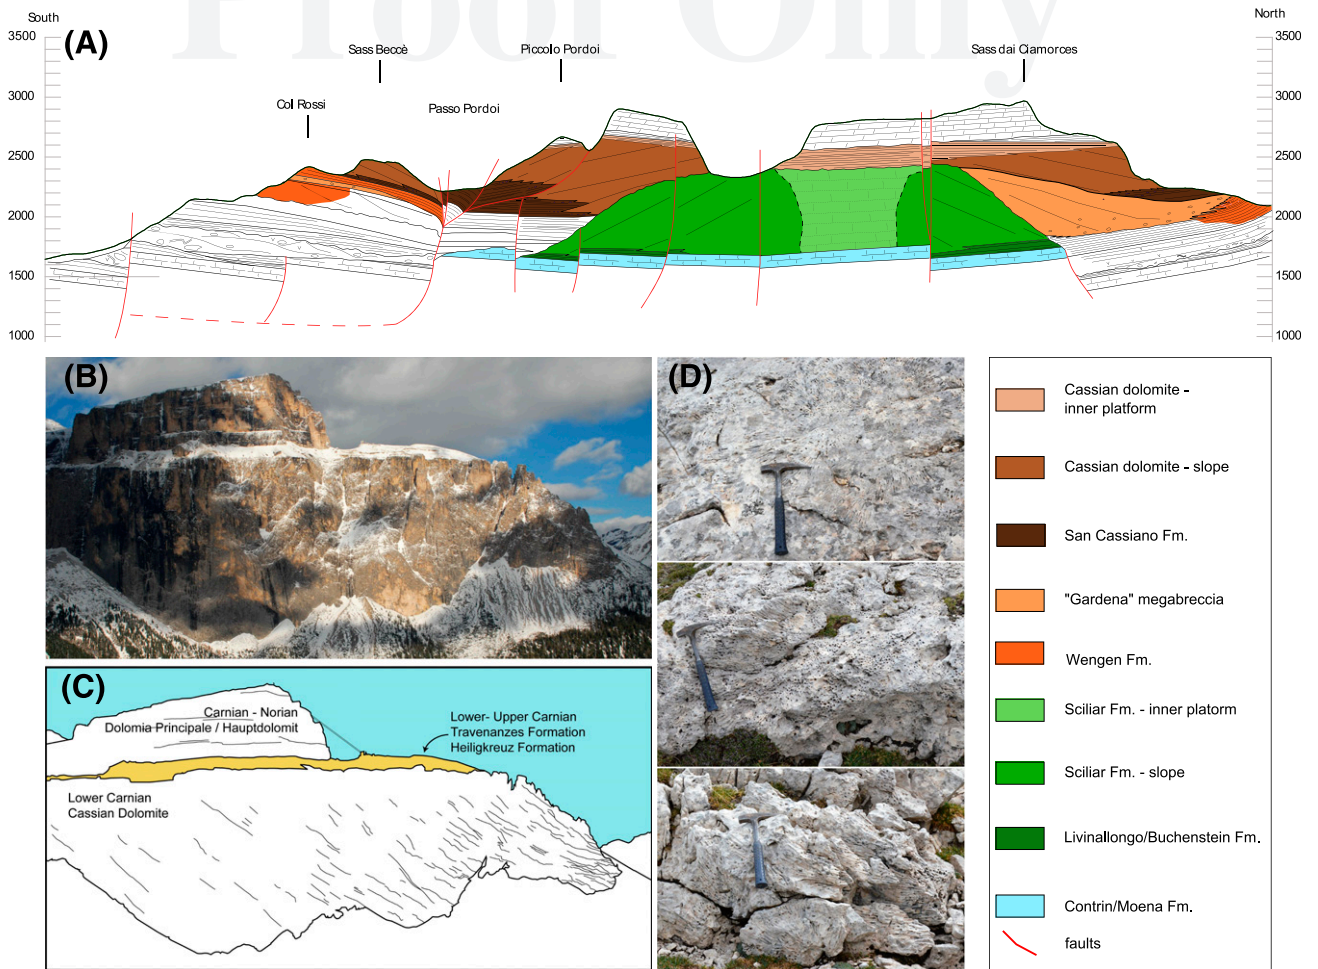 Proof Only
South
North
(A)
3500
3000
2500
2000
1500
1000
3500
3000
2500
2000
1500
1000
Sass Beccè
Piccolo Pordoi
Sass dai Ciamorces
Col Rossi
Passo Pordoi
(B)
(C)
Carnian - Norian
Dolomia Principale / Hauptdolomit
Lower- Upper Carnian
Travenanzes Formation
Heiligkreuz Formation
Lower Carnian
Cassian Dolomite
(D)
Cassian dolomite -
inner platform
Cassian dolomite - slope
San Cassiano Fm.
"Gardena" megabreccia
Wengen Fm.
Sciliar Fm. - inner platorm
Sciliar Fm. - slope
Livinallongo/Buchenstein Fm.
Contrin/Moena Fm.
faults